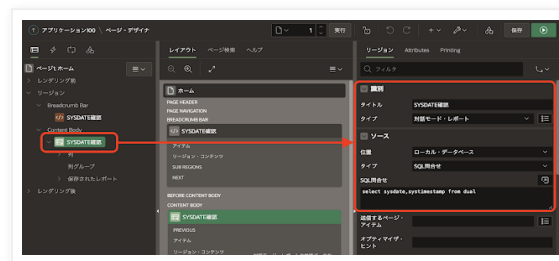 アプリケーション100 \ ページ・デザイナ
1
実行
保存
レイアウト ページ検索 ヘルプ
リージョン Attributes Printing
ページ1: ホーム
レンダリング前
リージョン
Breadcrumb Bar
SYSDATE確認
Content Body
SYSDATE確認
列
列グループ
保存されたレポート
レンダリング後
ホーム
PAGE HEADER
PAGE NAVIGATION
BREADCRUMB BAR
SYSDATE確認
アイテム
リージョン・コンテンツ
SUB REGIONS
NEXT
BEFORE CONTENT BODY
CONTENT BODY
SYSDATE確認
PREVIOUS
アイテム
リージョン・コンテンツ
フィルタ
識別
タイトル SYSDATE確認
タイプ 対話モード・レポート
ソース
位置 ローカル・データベース
タイプ SQL問合せ
SQL問合せ
select sysdate,systimestamp from dual
送信するページ・
アイテム
オプティマイザ・
ヒント